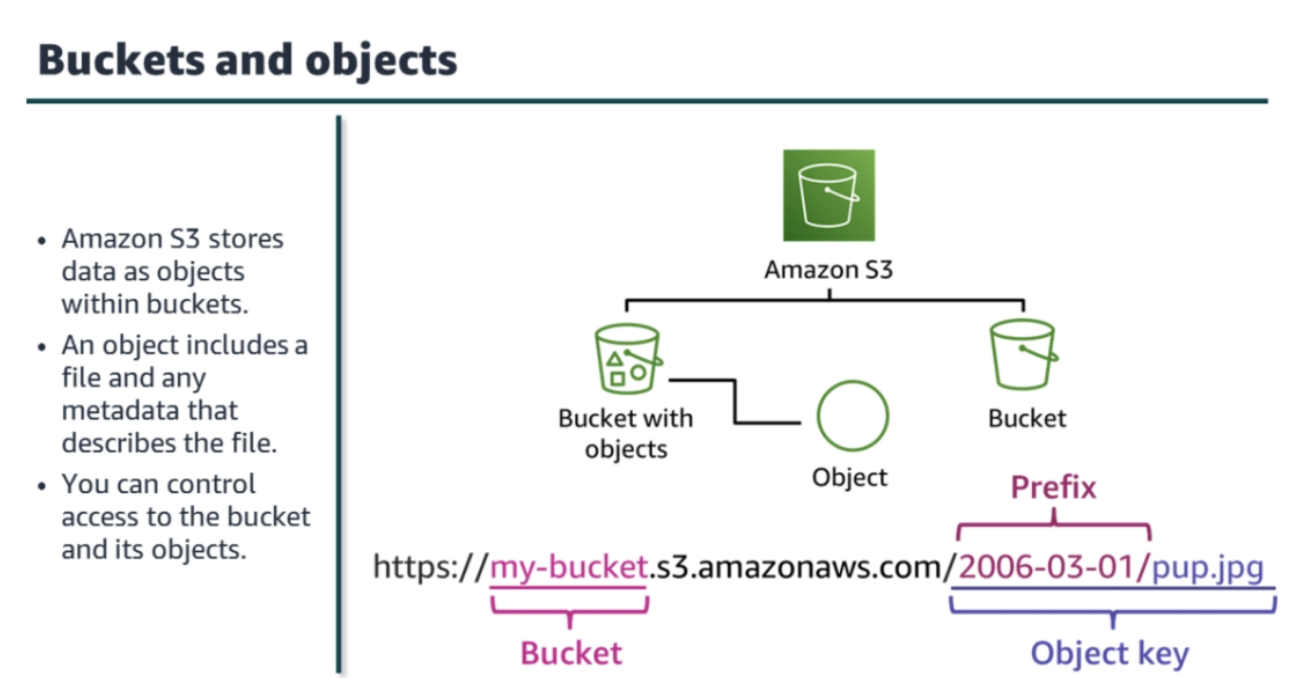 Buckets and objects
• Amazon S3 stores
data as objects
within buckets.
• An object includes a
file and any
metadata that
describes the file.
• You can control
access to the bucket
and its objects.
Amazon S3
Bucket with
objects
Object
Bucket
Prefix
https://my-bucket.s3.amazonaws.com/2006-03-01/pup.jpg
Bucket
Object key